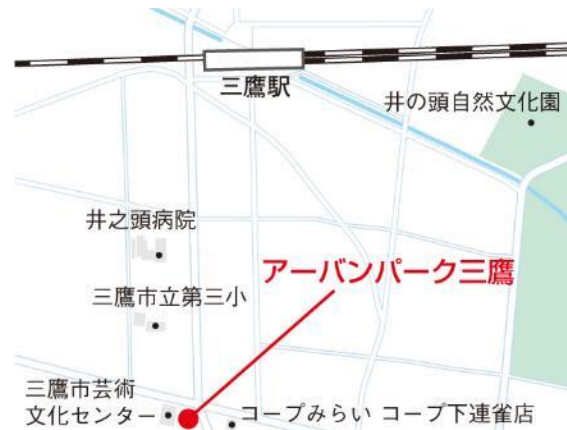 三鷹駅
井の頭自然文化園
井之頭病院
アーバンパーク三鷹
三鷹市立第三小
三鷹市芸術
文化センター
コープみらい コープ下連雀店